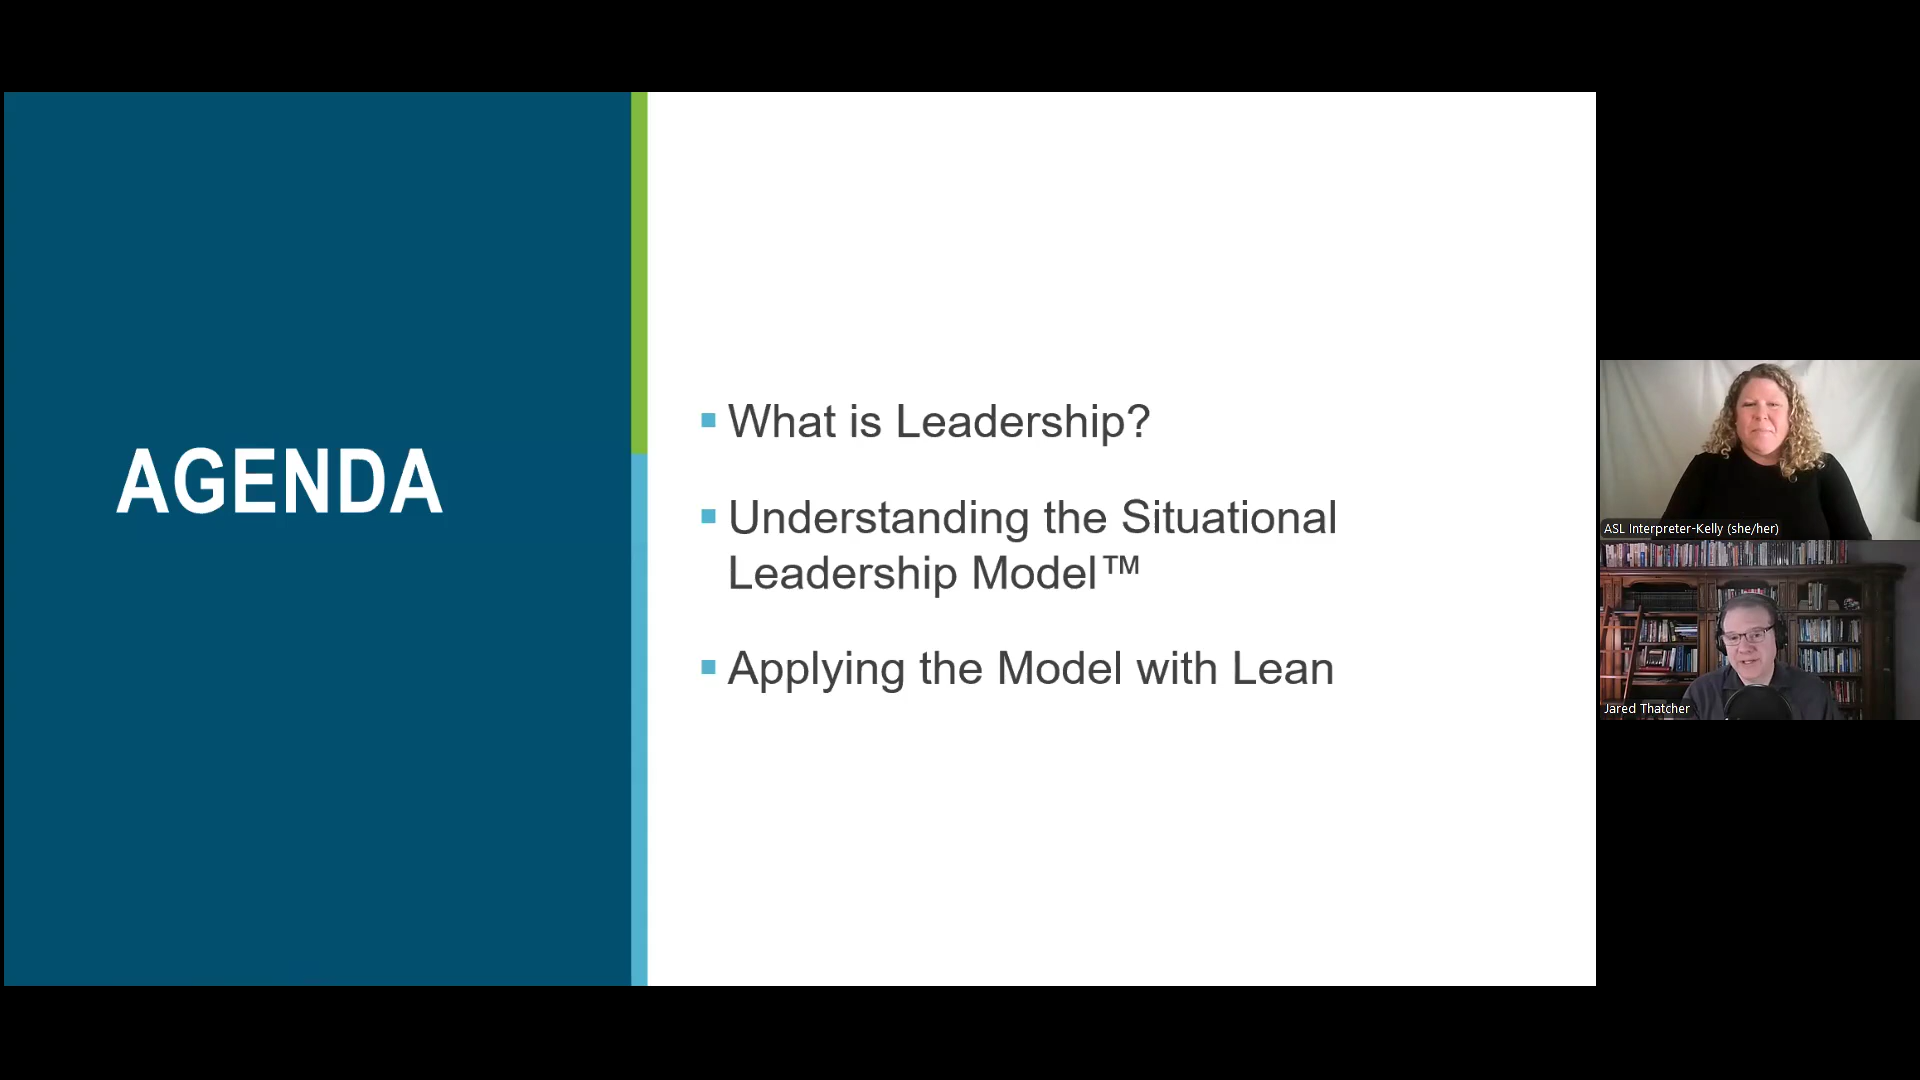 AGENDA
What is Leadership?
Understanding the Situational
Leadership Model™
Applying the Model with Lean
ASL Interpreter-Kelly (she/her)
Jared Thatcher